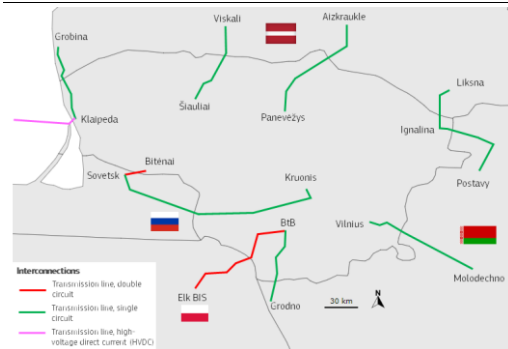 Viskali
Aizkraukle
Grobina
Liksna
Šiauliai
Panevėžys
Klaipeda
Ignalina
Bitėnai
Sovetsk
Kruonis
Postavy
BtB
Vilnius
Interconnections
Transmission line, double
circuit
Transmission line, single
circuit
Transmission line, high-
voltage direct current (HVDC)
Elk BIS
Grodno
30 km
N
Molodechno